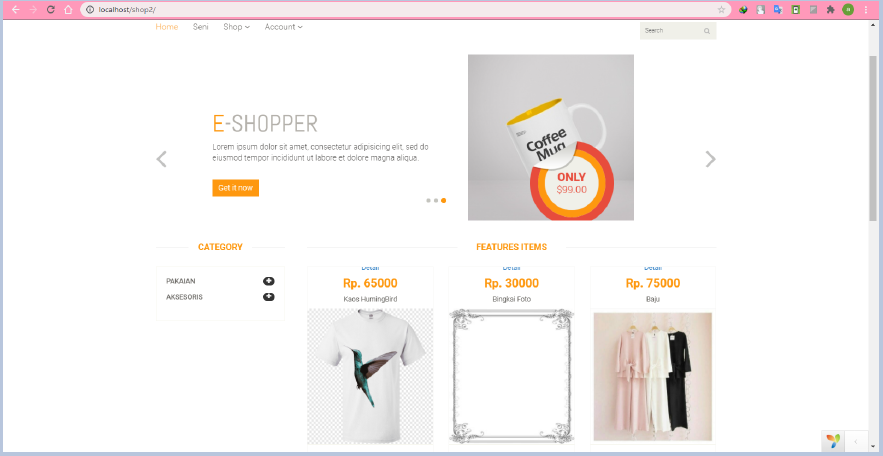 localhost/shop2/
Home
Seni
Shop
Account
Search
E-SHOPPER
Lorem ipsum dolor sit amet, consectetur adipisicing elit, sed do
eiusmod tempor incididunt ut labore et dolore magna aliqua.
Get it now
Coffee
Mug
ONLY
$99.00
CATEGORY
PAKAIAN
AKSESORIS
FEATURES ITEMS
Detail
Rp. 65000
Kaos HumingBird
Detail
Rp. 30000
Bingkai Foto
Detail
Rp. 75000
Baju